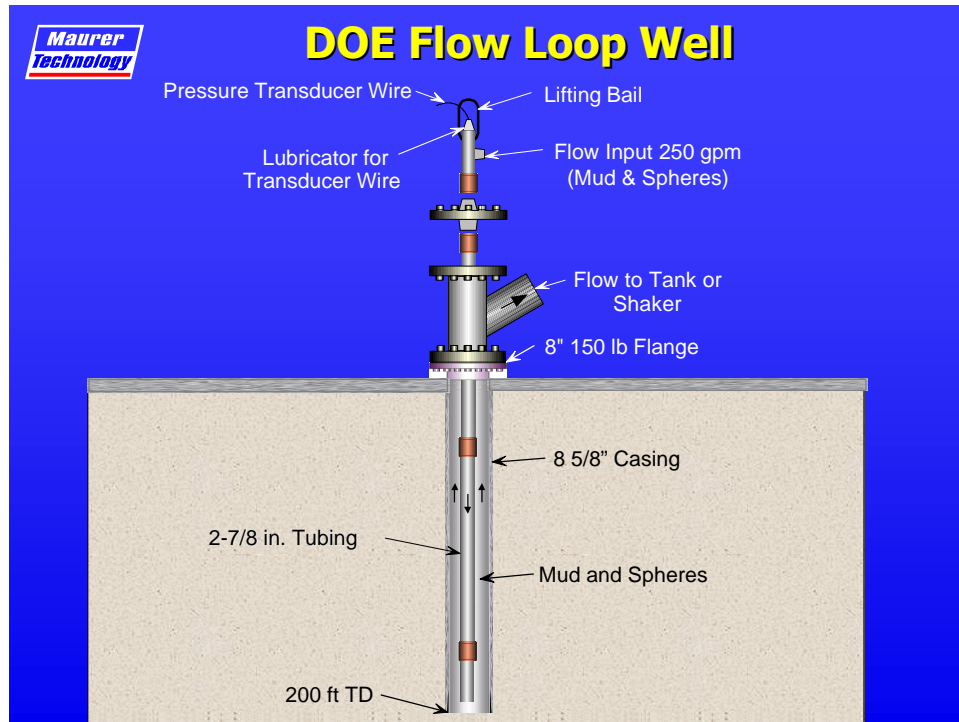 Maurer
Technology
DOE Flow Loop Well
Pressure Transducer Wire
Lifting Bail
Lubricator for
Transducer Wire
Flow Input 250 gpm
(Mud & Spheres)
Flow to Tank or
Shaker
8" 150 lb Flange
8 5/8” Casing
2-7/8 in. Tubing
Mud and Spheres
200 ft TD